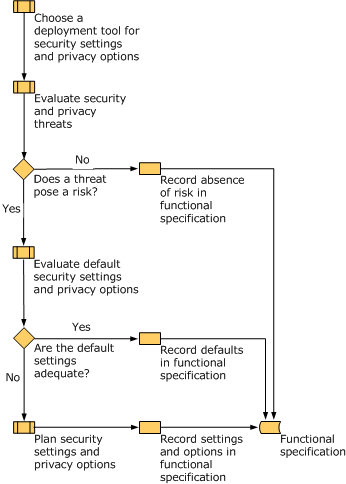 Choose a
deployment tool for
security settings
and privacy options
Evaluate security
and privacy
threats
No
Does a threat
pose a risk?
Record absence
of risk in
functional
specification
Yes
Evaluate default
security settings
and privacy options
Yes
Are the default
settings
adequate?
Record defaults
in functional
specification
No
Plan security
settings and
privacy options
Record settings
and options in
functional
specification
Functional
specification